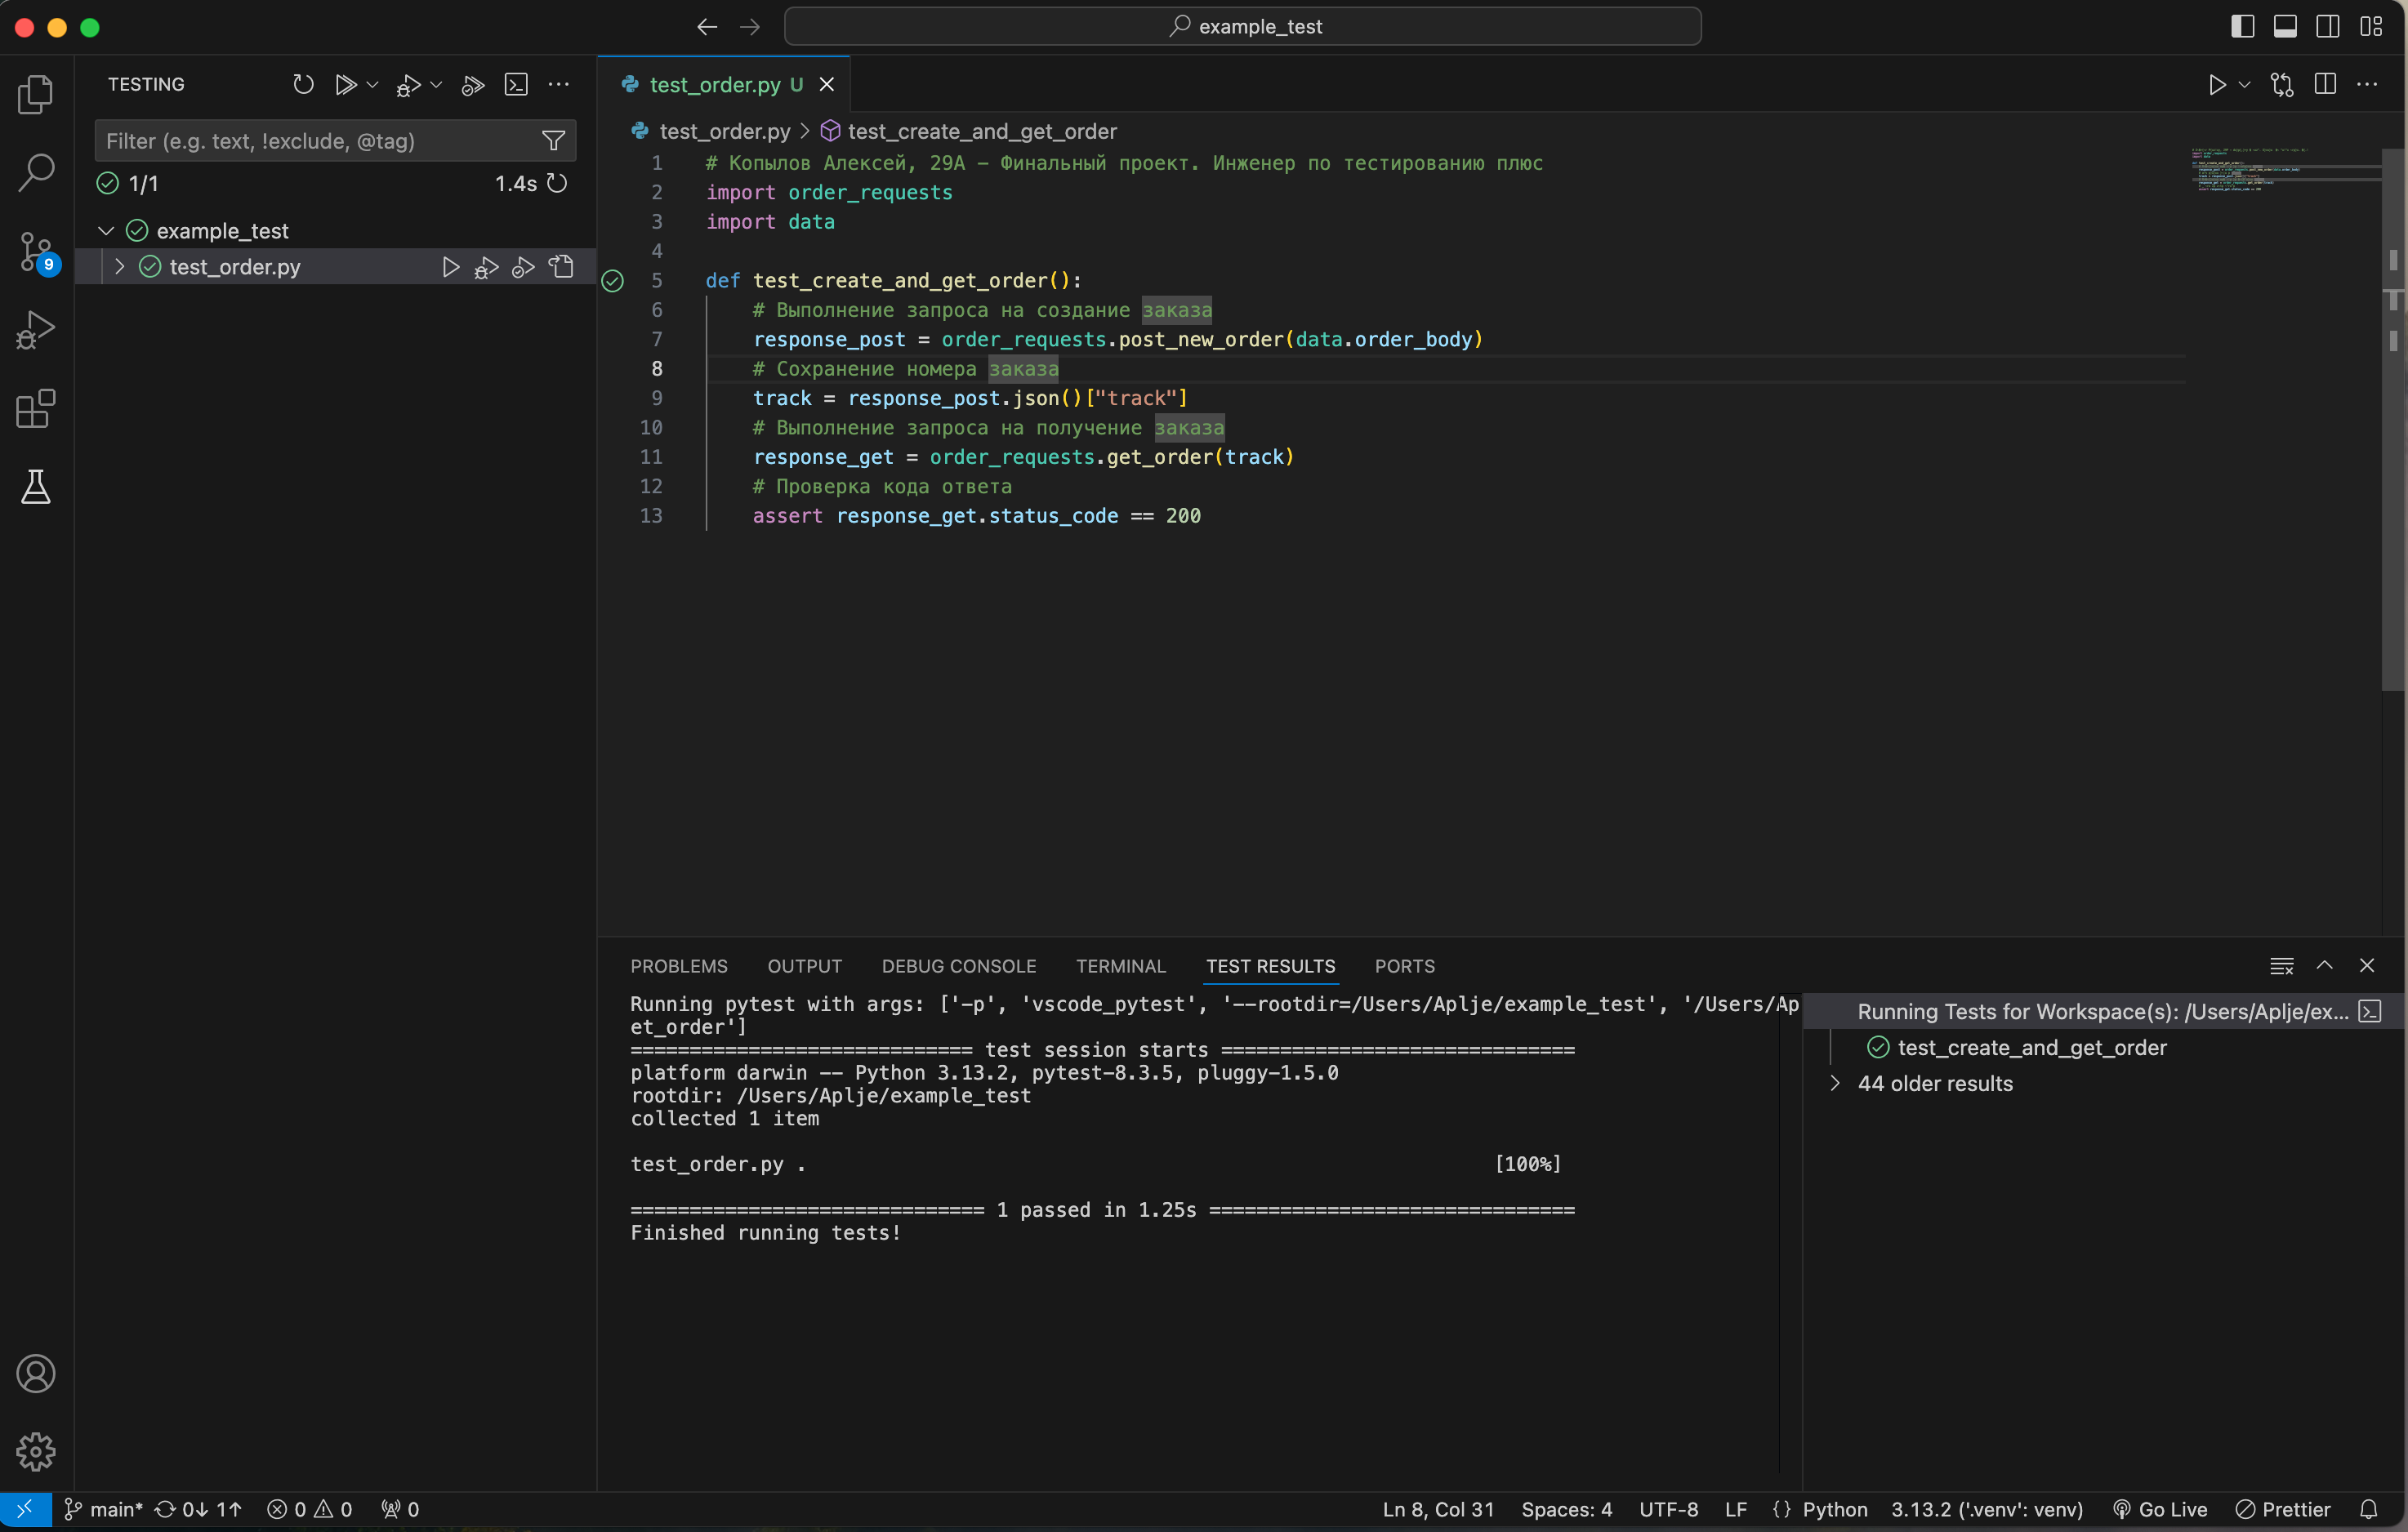 example_test
TESTING
Filter (e.g. text, !exclude, @tag)
1/1
1.4s
example_test
test_order.py
9
test_order.py U
test_order.py > test_create_and_get_order
1 # Копылов Алексей, 29А – Финальный проект. Инженер по тестированию плюс
2 import order_requests
3 import data
4
5 def test_create_and_get_order():
6 # Выполнение запроса на создание заказа
7 response_post = order_requests.post_new_order(data.order_body)
8 # Сохранение номера заказа
9 track = response_post.json()["track"]
10 # Выполнение запроса на получение заказа
11 response_get = order_requests.get_order(track)
12 # Проверка кода ответа
13 assert response_get.status_code == 200
PROBLEMS OUTPUT DEBUG CONSOLE TERMINAL TEST RESULTS PORTS
Running pytest with args: ['-p', 'vscode_pytest', '--rootdir=/Users/Aplje/example_test', '/Users/Ap
et_order']
============================= test session starts ==============================
platform darwin -- Python 3.13.2, pytest-8.3.5, pluggy-1.5.0
rootdir: /Users/Aplje/example_test
collected 1 item
test_order.py . [100%]
============================== 1 passed in 1.25s ===============================
Finished running tests!
Running Tests for Workspace(s): /Users/Aplje/ex...
test_create_and_get_order
44 older results
main* 0↓ 1↑ 0 0 0
Ln 8, Col 31 Spaces: 4 UTF-8 LF {} Python 3.13.2 ('.venv': venv) Go Live Prettier